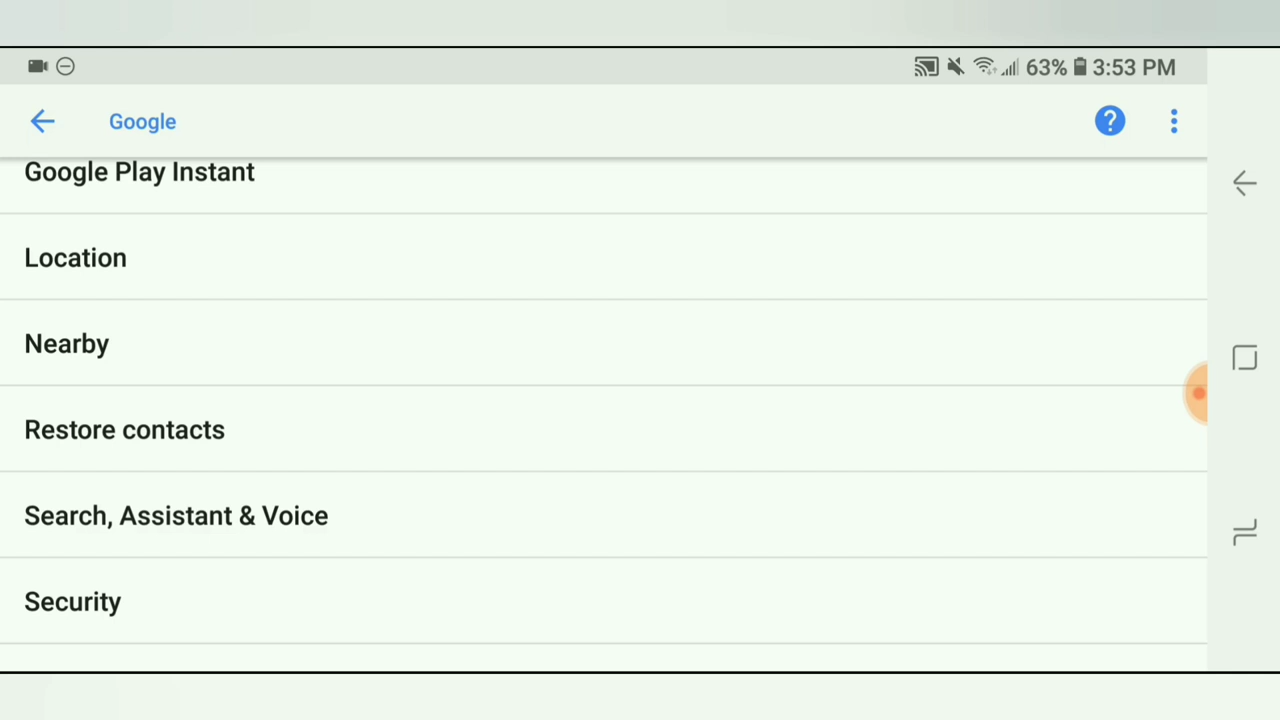 63% 3:53 PM
Google
?
Google Play Instant
Location
Nearby
Restore contacts
Search, Assistant & Voice
Security